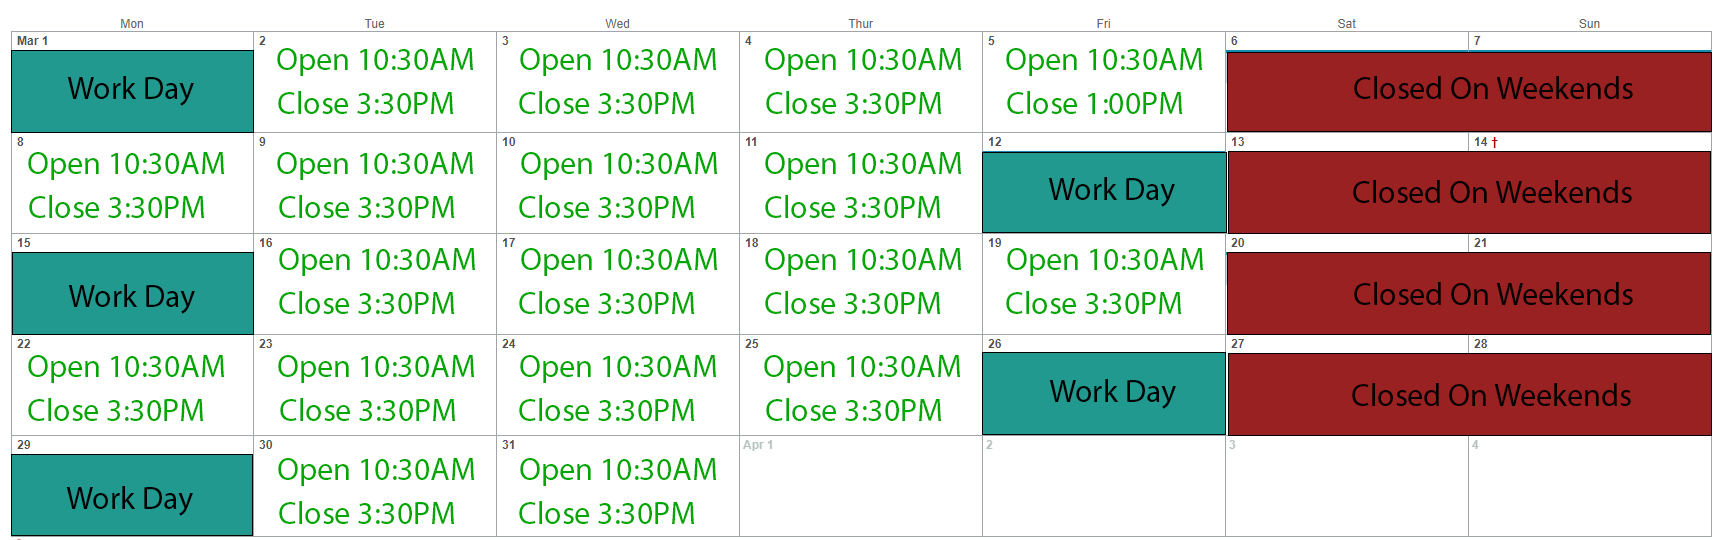 Mon Tue Wed Thur Fri Sat Sun
Mar 1 2 3 4 5 6 7
Work Day
Open 10:30AM
Close 3:30PM
Open 10:30AM
Close 3:30PM
Open 10:30AM
Close 3:30PM
Open 10:30AM
Close 1:00PM
Closed On Weekends
8 9 10 11 12 13 14 †
Open 10:30AM
Close 3:30PM
Open 10:30AM
Close 3:30PM
Open 10:30AM
Close 3:30PM
Open 10:30AM
Close 3:30PM
Work Day
Closed On Weekends
15 16 17 18 19 20 21
Work Day
Open 10:30AM
Close 3:30PM
Open 10:30AM
Close 3:30PM
Open 10:30AM
Close 3:30PM
Open 10:30AM
Close 3:30PM
Closed On Weekends
22 23 24 25 26 27 28
Open 10:30AM
Close 3:30PM
Open 10:30AM
Close 3:30PM
Open 10:30AM
Close 3:30PM
Open 10:30AM
Close 3:30PM
Work Day
Closed On Weekends
29 30 31 Apr 1 2 3 4
Work Day
Open 10:30AM
Close 3:30PM
Open 10:30AM
Close 3:30PM